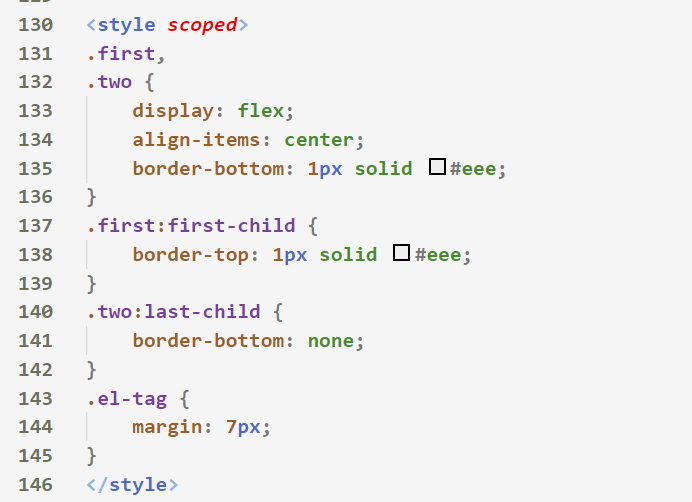 130 <style scoped>
131 .first,
132 .two {
133 display: flex;
134 align-items: center;
135 border-bottom: 1px solid #eee;
136 }
137 .first:first-child {
138 border-top: 1px solid #eee;
139 }
140 .two:last-child {
141 border-bottom: none;
142 }
143 .el-tag {
144 margin: 7px;
145 }
146 </style>